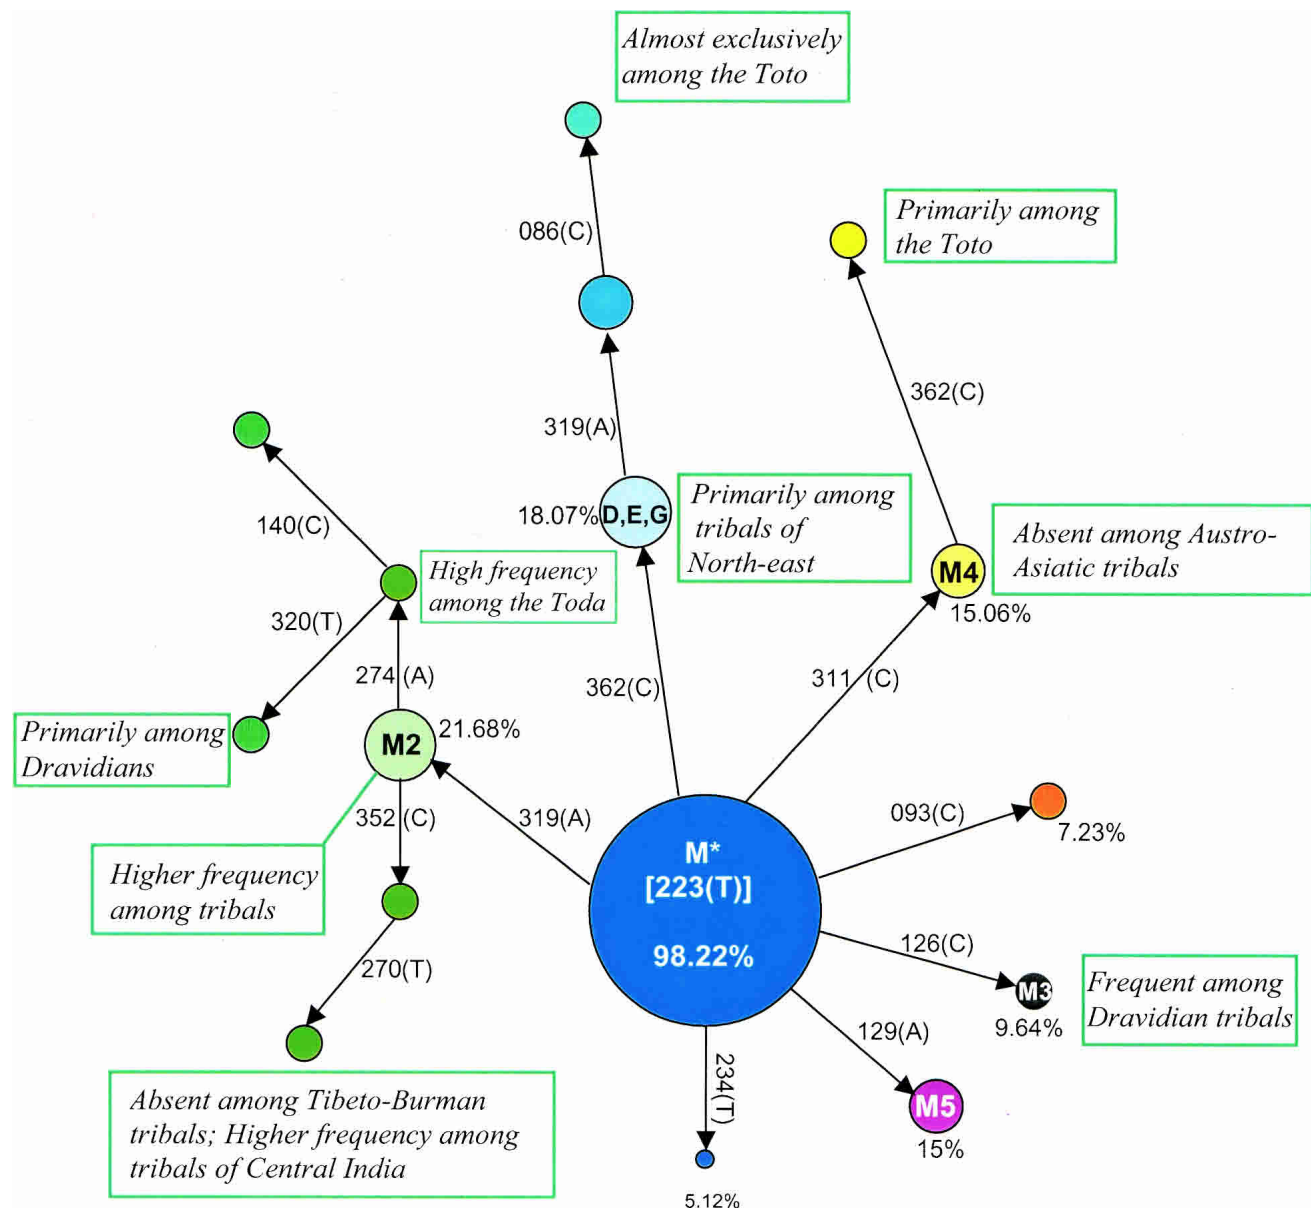 Almost exclusively
among the Toto
086(C)
Primarily among
the Toto
319(A)
362(C)
140(C)
18.07%
D,E,G
Primarily among
tribals of
North-east
High frequency
among the Toda
320(T)
274 (A)
M4
15.06%
Absent among Austro-
Asiatic tribals
362(C)
311 (C)
Primarily among
Dravidians
M2
21.68%
352 (C)
319(A)
Higher frequency
among tribals
270(T)
M*
[223(T)]
98.22%
093(C)
7.23%
126(C)
M3
9.64%
Frequent among
Dravidian tribals
129(A)
M5
15%
234(T)
5.12%
Absent among Tibeto-Burman
tribals; Higher frequency among
tribals of Central India